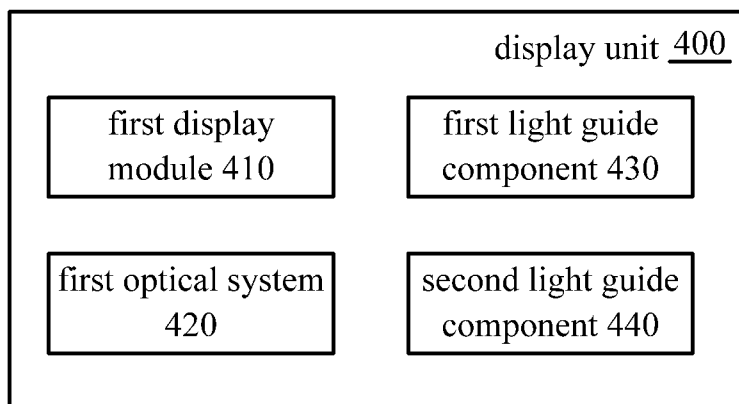 display unit 400
first display
module 410
first light guide
component 430
first optical system
420
second light guide
component 440